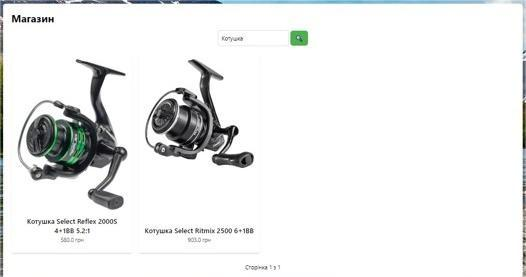 Магазин
Котушка
Котушка Select Reflex 2000S
4+1BB 5.2:1
580.0 грн
Котушка Select Ritmix 2500 6+1BB
903.0 грн
Сторінка 1 з 1